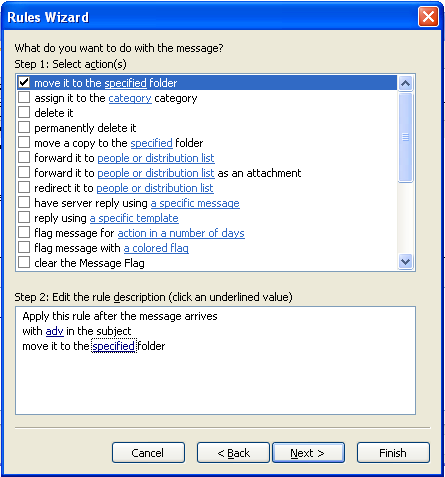 Rules Wizard
What do you want to do with the message?
Step 1: Select action(s)
move it to the specified folder
assign it to the category category
delete it
permanently delete it
move a copy to the specified folder
forward it to people or distribution list
forward it to people or distribution list as an attachment
redirect it to people or distribution list
have server reply using a specific message
reply using a specific template
flag message for action in a number of days
flag message with a colored flag
clear the Message Flag
Step 2: Edit the rule description (click an underlined value)
Apply this rule after the message arrives
with adv in the subject
move it to the specified folder
Cancel
< Back
Next >
Finish